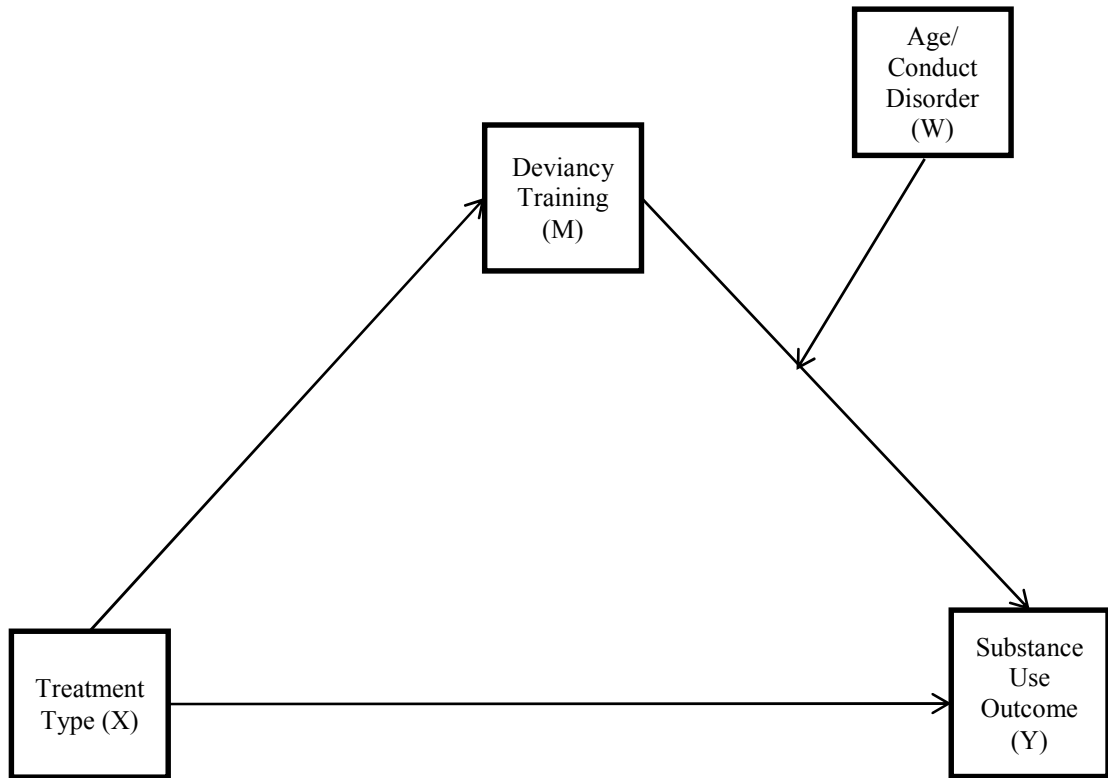 Age/
Conduct
Disorder
(W)
Deviancy
Training
(M)
Treatment
Type (X)
Substance
Use
Outcome
(Y)